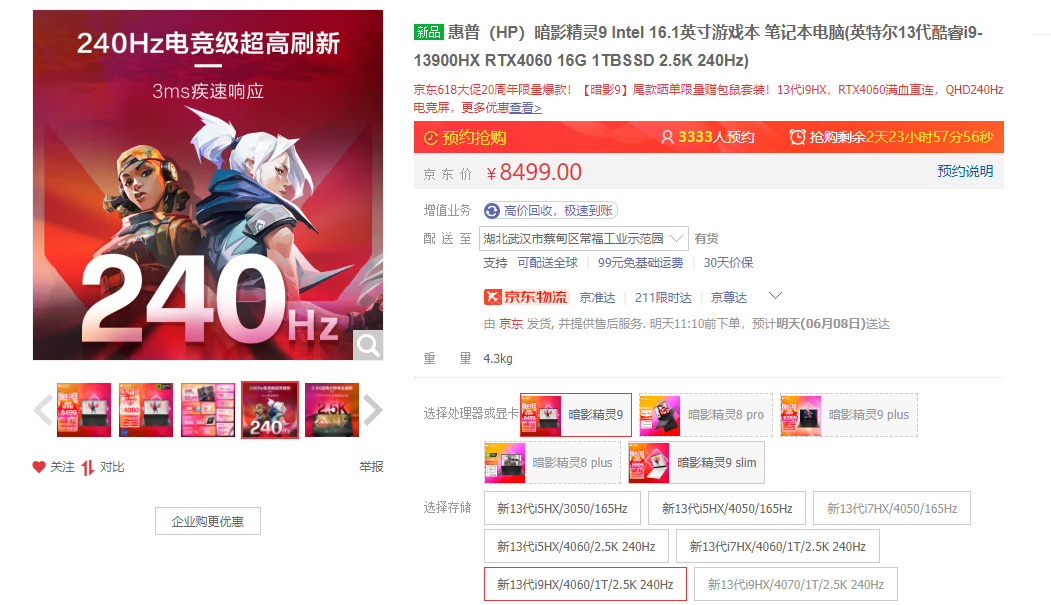 240Hz电竞级超高刷新
3ms疾速响应
240Hz
关注 对比 举报
企业购更优惠
新品 惠普（HP）暗影精灵9 Intel 16.1英寸游戏本 笔记本电脑(英特尔13代酷睿i9-
13900HX RTX4060 16G 1TBSSD 2.5K 240Hz)
京东618大促20周年限量爆款！【暗影9】尾款晒单限量赠包鼠套装！13代i9HX，RTX4060满血直连，QHD240Hz
电竞屏，更多优惠查看>
预约抢购 3333人预约 抢购剩余2天23小时57分56秒
京东价 ￥8499.00 预约说明
增值业务 高价回收，极速到账
配送至 湖北武汉市蔡甸区常福工业示范园 有货
支持 可配送全球 99元免基础运费 30天价保
京东物流 京准达 211限时达 京尊达
由 京东 发货, 并提供售后服务. 明天11:10前下单，预计明天(06月08日)送达
重量 4.3kg
选择处理器或显卡 暗影精灵9 暗影精灵8 pro 暗影精灵9 plus
暗影精灵8 plus 暗影精灵9 slim
选择存储 新13代i5HX/3050/165Hz 新13代i5HX/4050/165Hz 新13代i7HX/4050/165Hz
新13代i5HX/4060/2.5K 240Hz 新13代i7HX/4060/1T/2.5K 240Hz
新13代i9HX/4060/1T/2.5K 240Hz 新13代i9HX/4070/1T/2.5K 240Hz